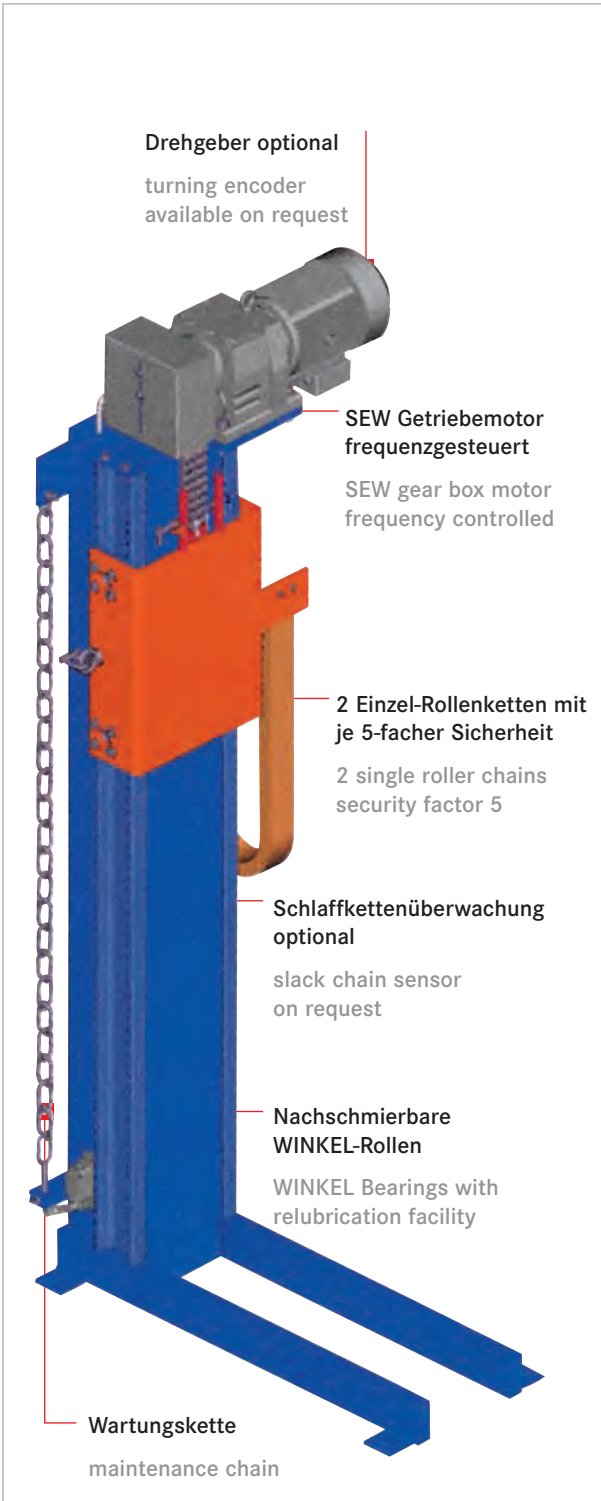 Drehgeber optional
turning encoder
available on request
SEW Getriebemotor
frequenzgesteuert
SEW gear box motor
frequency controlled
2 Einzel-Rollenketten mit
je 5-facher Sicherheit
2 single roller chains
security factor 5
Schlaffkettenüberwachung
optional
slack chain sensor
on request
Nachschmierbare
WINKEL-Rollen
WINKEL Bearings with
relubrication facility
Wartungskette
maintenance chain